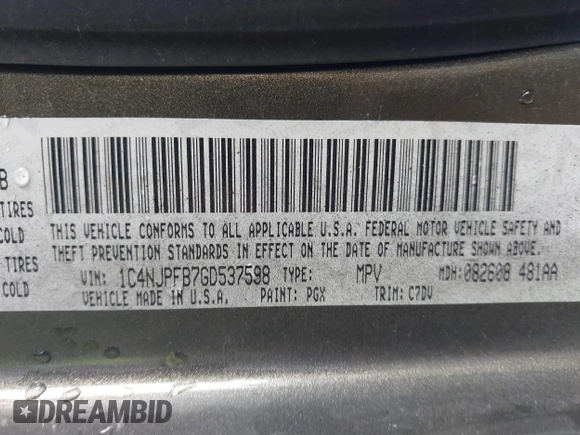 B
TIRES
COLD
TIRES
COLD
THIS VEHICLE CONFORMS TO ALL APPLICABLE U.S.A. FEDERAL MOTOR VEHICLE SAFETY AND
THEFT PREVENTION STANDARDS IN EFFECT ON THE DATE OF MANUFACTURE SHOWN ABOVE.
VIN: 1C4NJPFB7GD537598 TYPE: MPV MDH: 082608 481AA
VEHICLE MADE IN U.S.A. PAINT: PGX TRIM: C7DV
DREAMBID